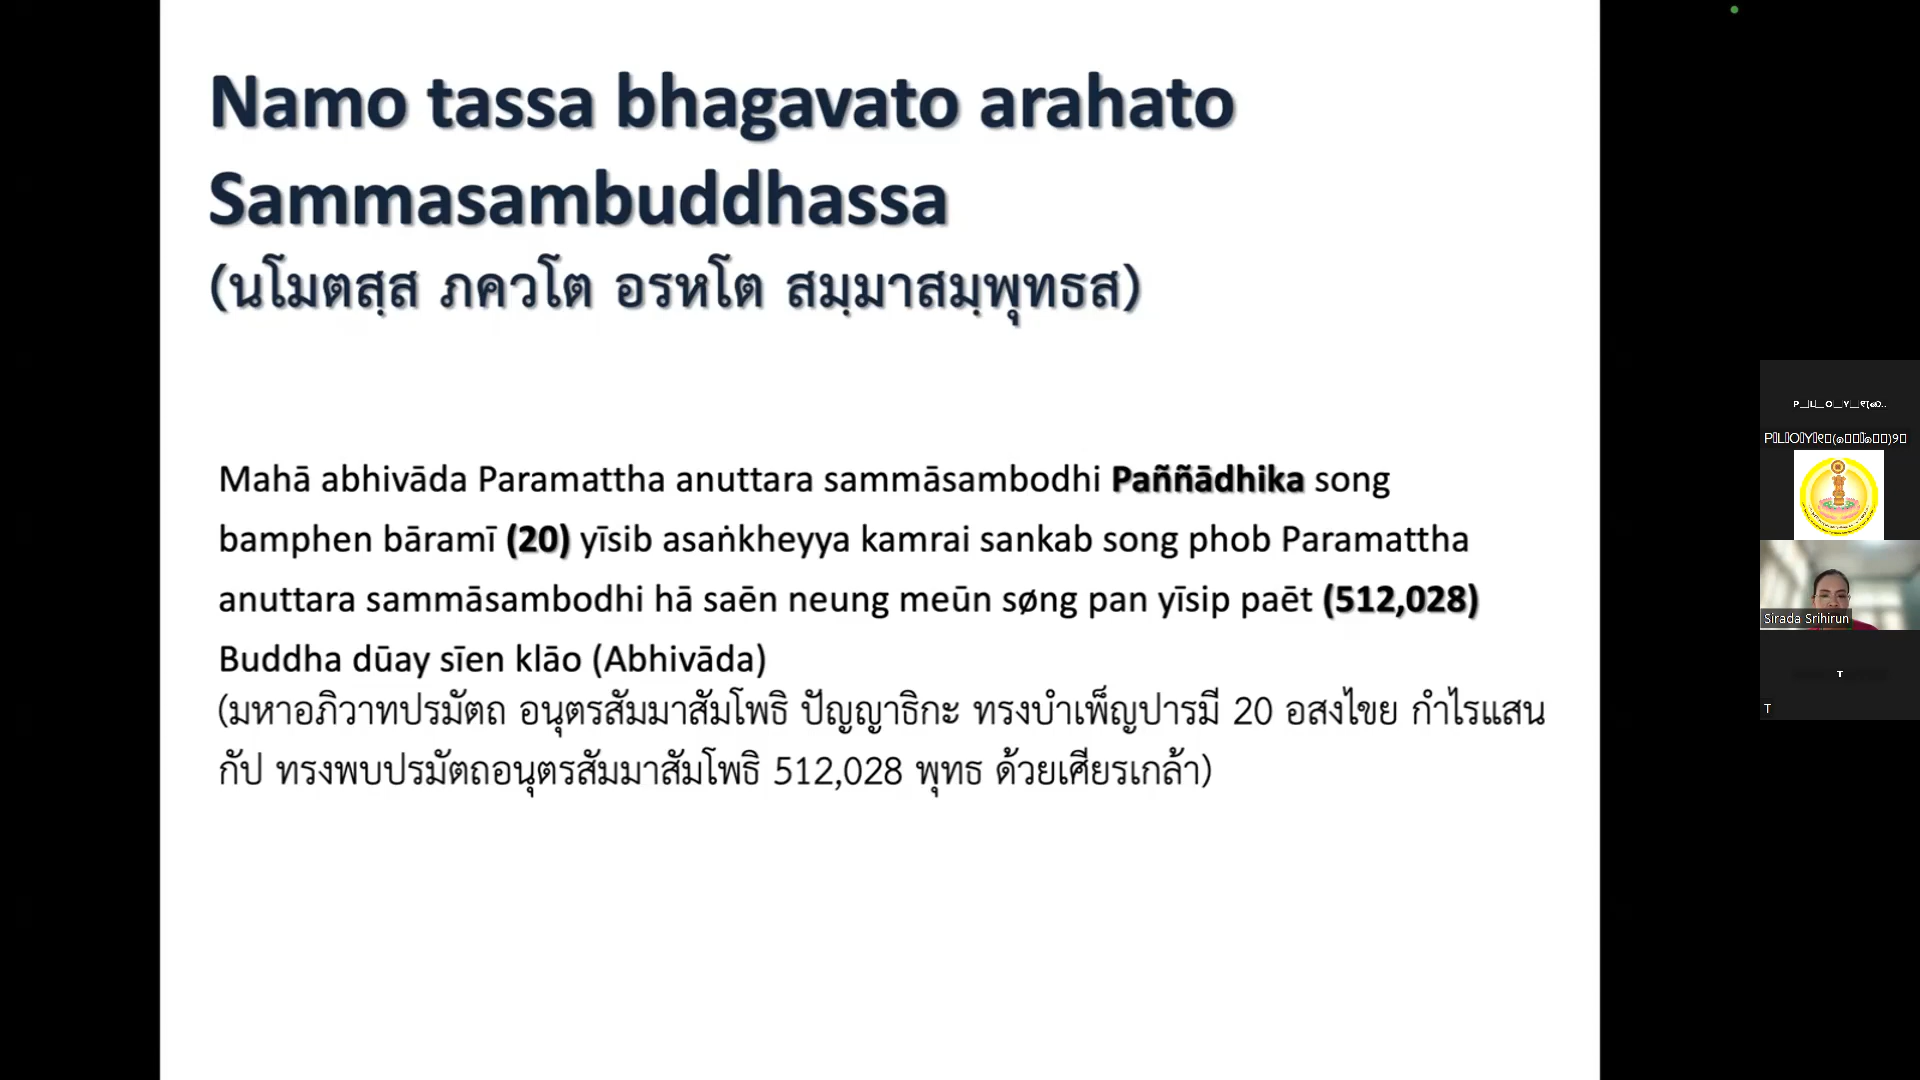 Namo tassa bhagavato arahato
Sammasambuddhassa
(นโมตสฺส ภควโต อรหโต สมฺมาสมฺพุทธส)
Mahā abhivāda Paramattha anuttara sammāsambodhi Paññādhika song
bamphen bāramī (20) yīsib asaṅkheyya kamrai sankab song phob Paramattha
anuttara sammāsambodhi hā saēn neung meūn søng pan yīsip paēt (512,028)
Buddha dūay sīen klāo (Abhivāda)
(มหาอภิวาทปรมัตถ อนุตรสัมมาสัมโพธิ ปัญญาธิกะ ทรงบำเพ็ญปารมี 20 อสงไขย กำไรแสน
กัป ทรงพบปรมัตถอนุตรสัมมาสัมโพธิ 512,028 พุทธ ด้วยเศียรเกล้า)
Sirada Srihirun
T
T